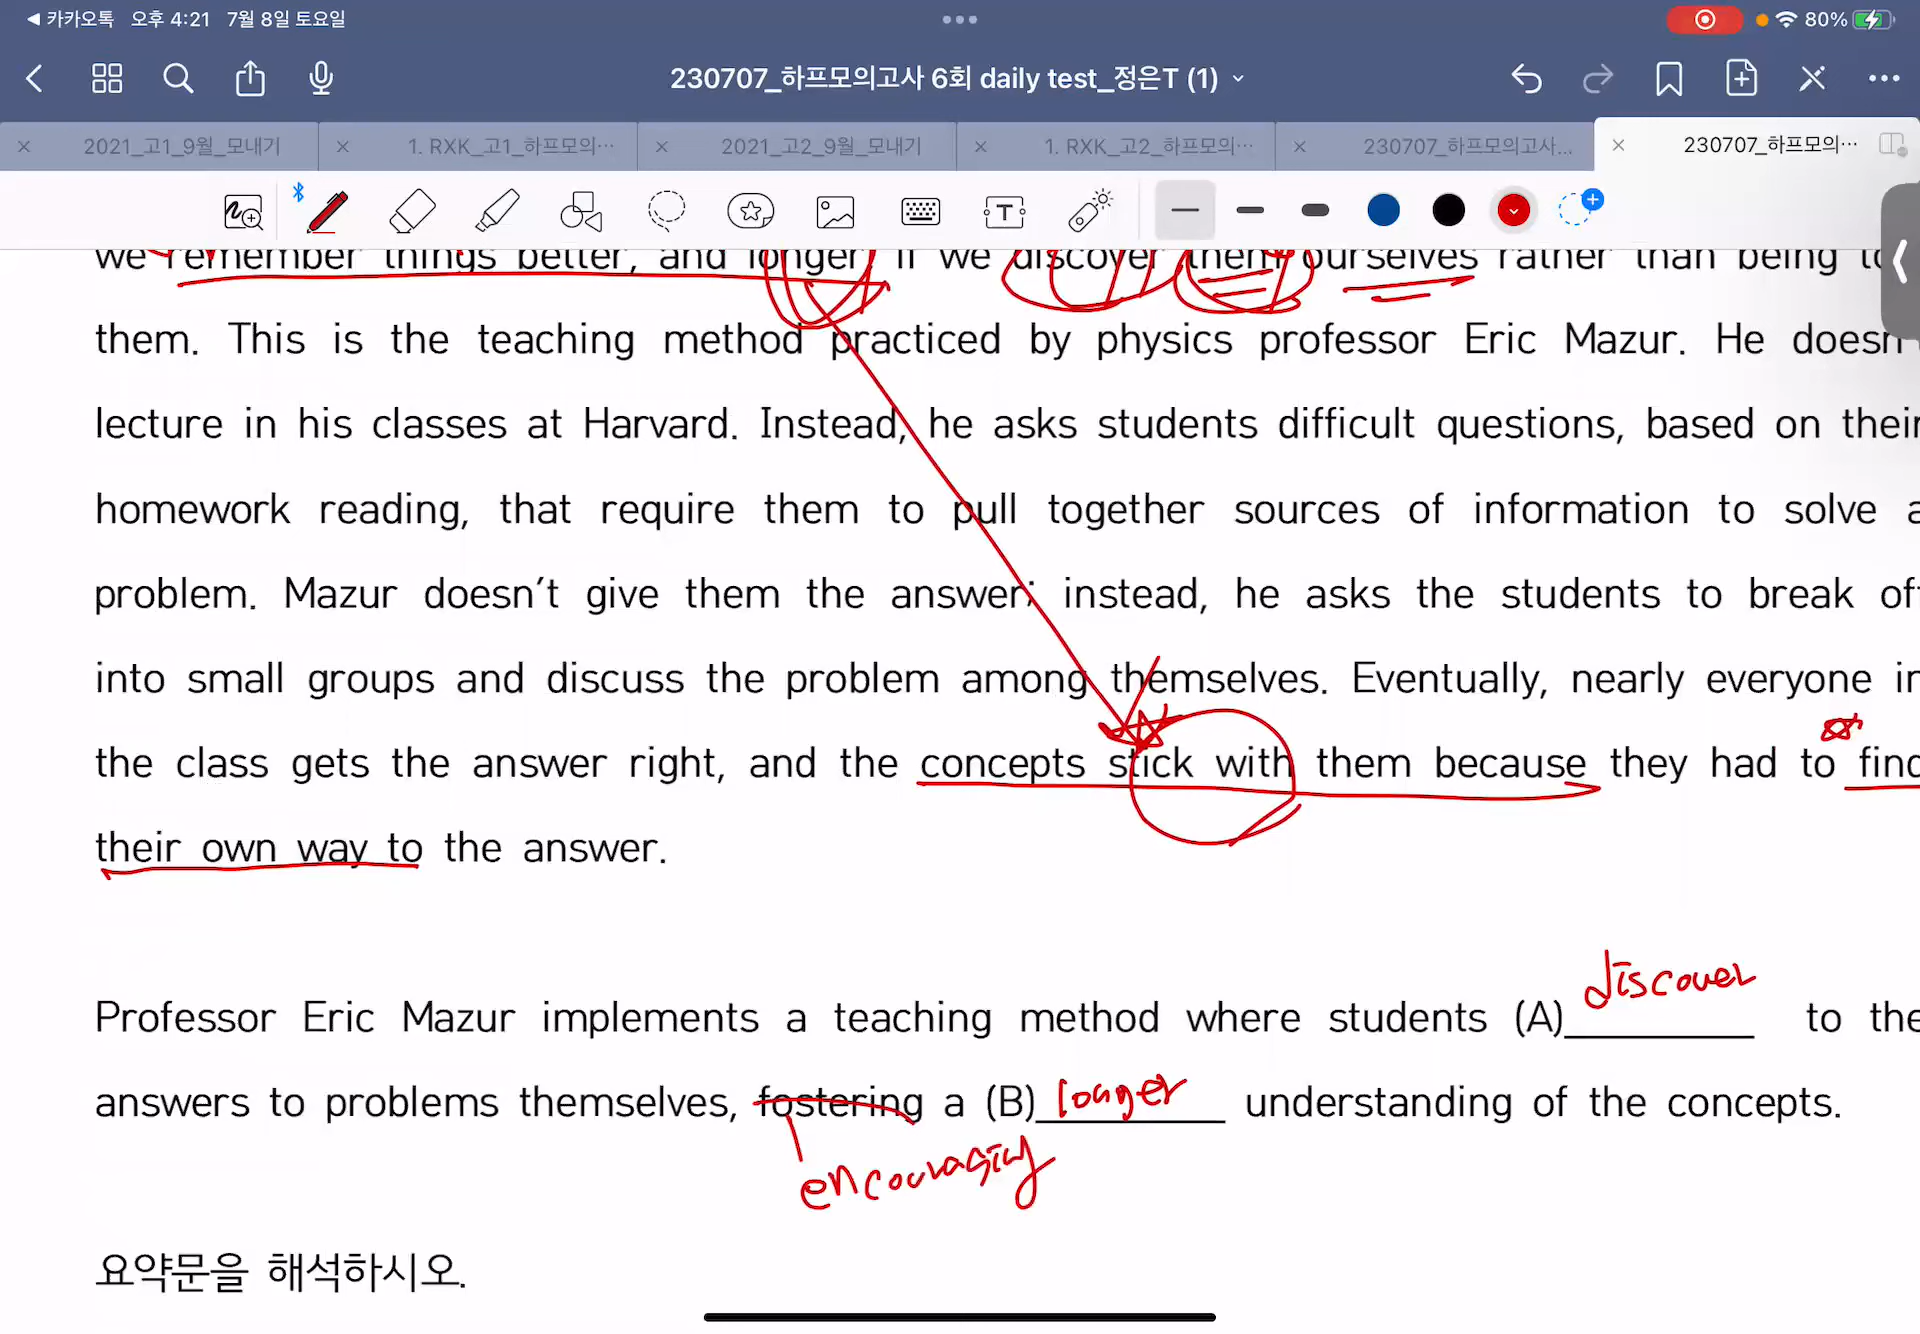 카카오톡 오후 4:21 7월 8일 토요일
80%
230707_하프모의고사 6회 daily test_정은T (1)
2021_고1_9월_모내기
1. RXK_고1_하프모의…
2021_고2_9월_모내기
1. RXK_고2_하프모의…
230707_하프모의고사...
230707_하프모의…
we remember things better, and longer, if we discover them ourselves rather than being
them. This is the teaching method practiced by physics professor Eric Mazur. He
lecture in his classes at Harvard. Instead, he asks students difficult questions, based on their
homework reading, that require them to pull together sources of information to solve a
problem. Mazur doesn't give them the answer; instead, he asks the students to break
into small groups and discuss the problem among themselves. Eventually, nearly everyone in
the class gets the answer right, and the concepts stick with them because they had to find
their own way to the answer.
discover
Professor Eric Mazur implements a teaching method where students (A) to the
answers to problems themselves, fostering a (B) longer understanding of the concepts.
encouraging
요약문을 해석하시오.